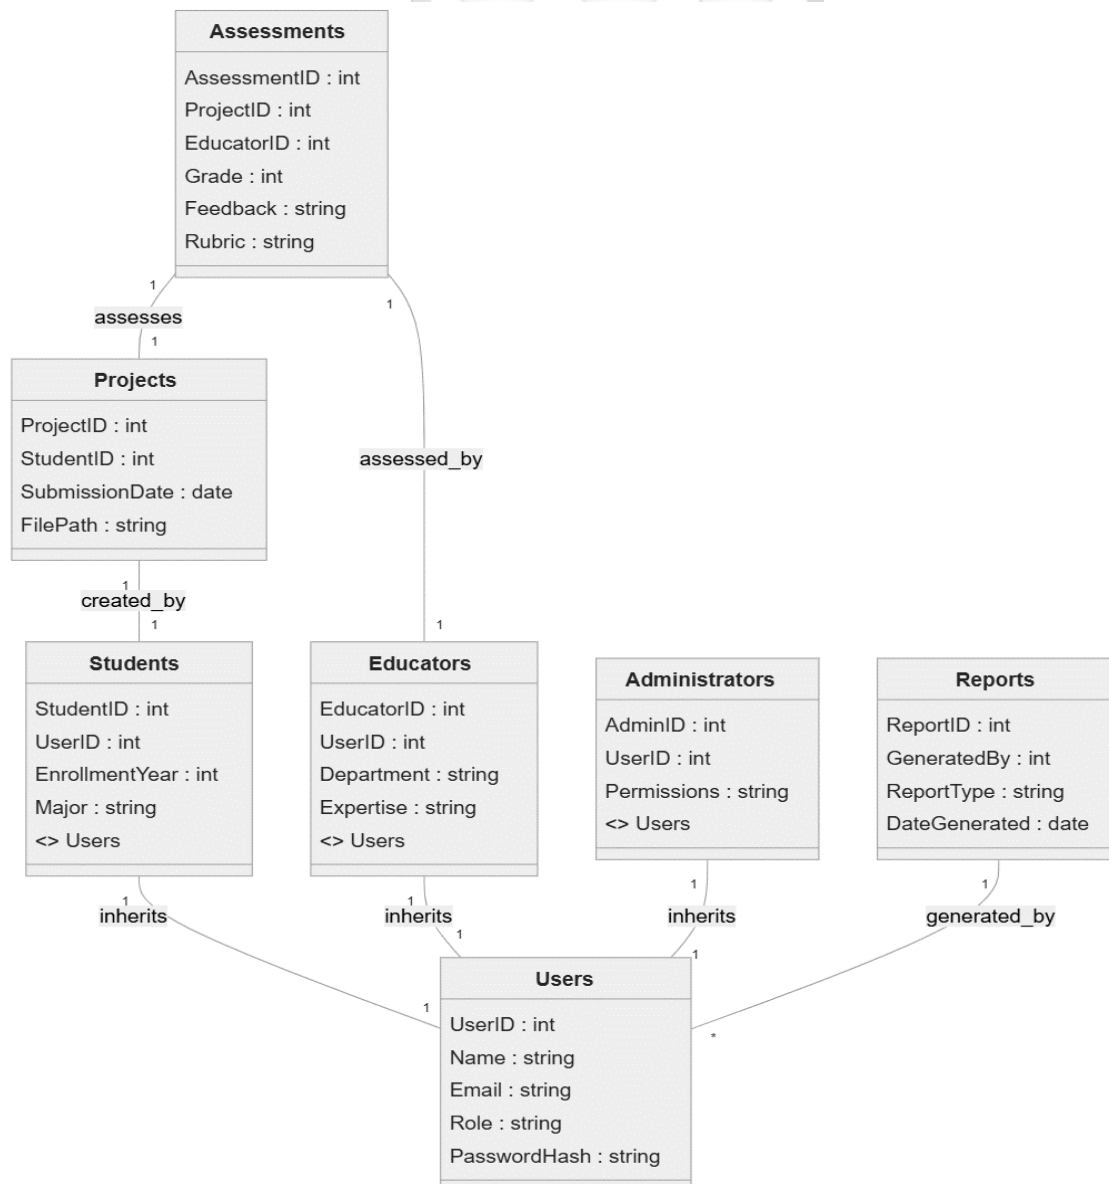 Assessments
AssessmentID : int
ProjectID : int
EducatorID : int
Grade : int
Feedback : string
Rubric : string
1
1
assesses
1
Projects
ProjectID : int
StudentID : int
SubmissionDate : date
FilePath : string
assessed_by
1
created_by
1
1
Students
StudentID : int
UserID : int
EnrollmentYear : int
Major : string
<> Users
Educators
EducatorID : int
UserID : int
Department : string
Expertise : string
<> Users
Administrators
AdminID : int
UserID : int
Permissions : string
<> Users
Reports
ReportID : int
GeneratedBy : int
ReportType : string
DateGenerated : date
1
inherits
1
1
inherits
1
1
inherits
1
1
generated_by
*
Users
UserID : int
Name : string
Email : string
Role : string
PasswordHash : string